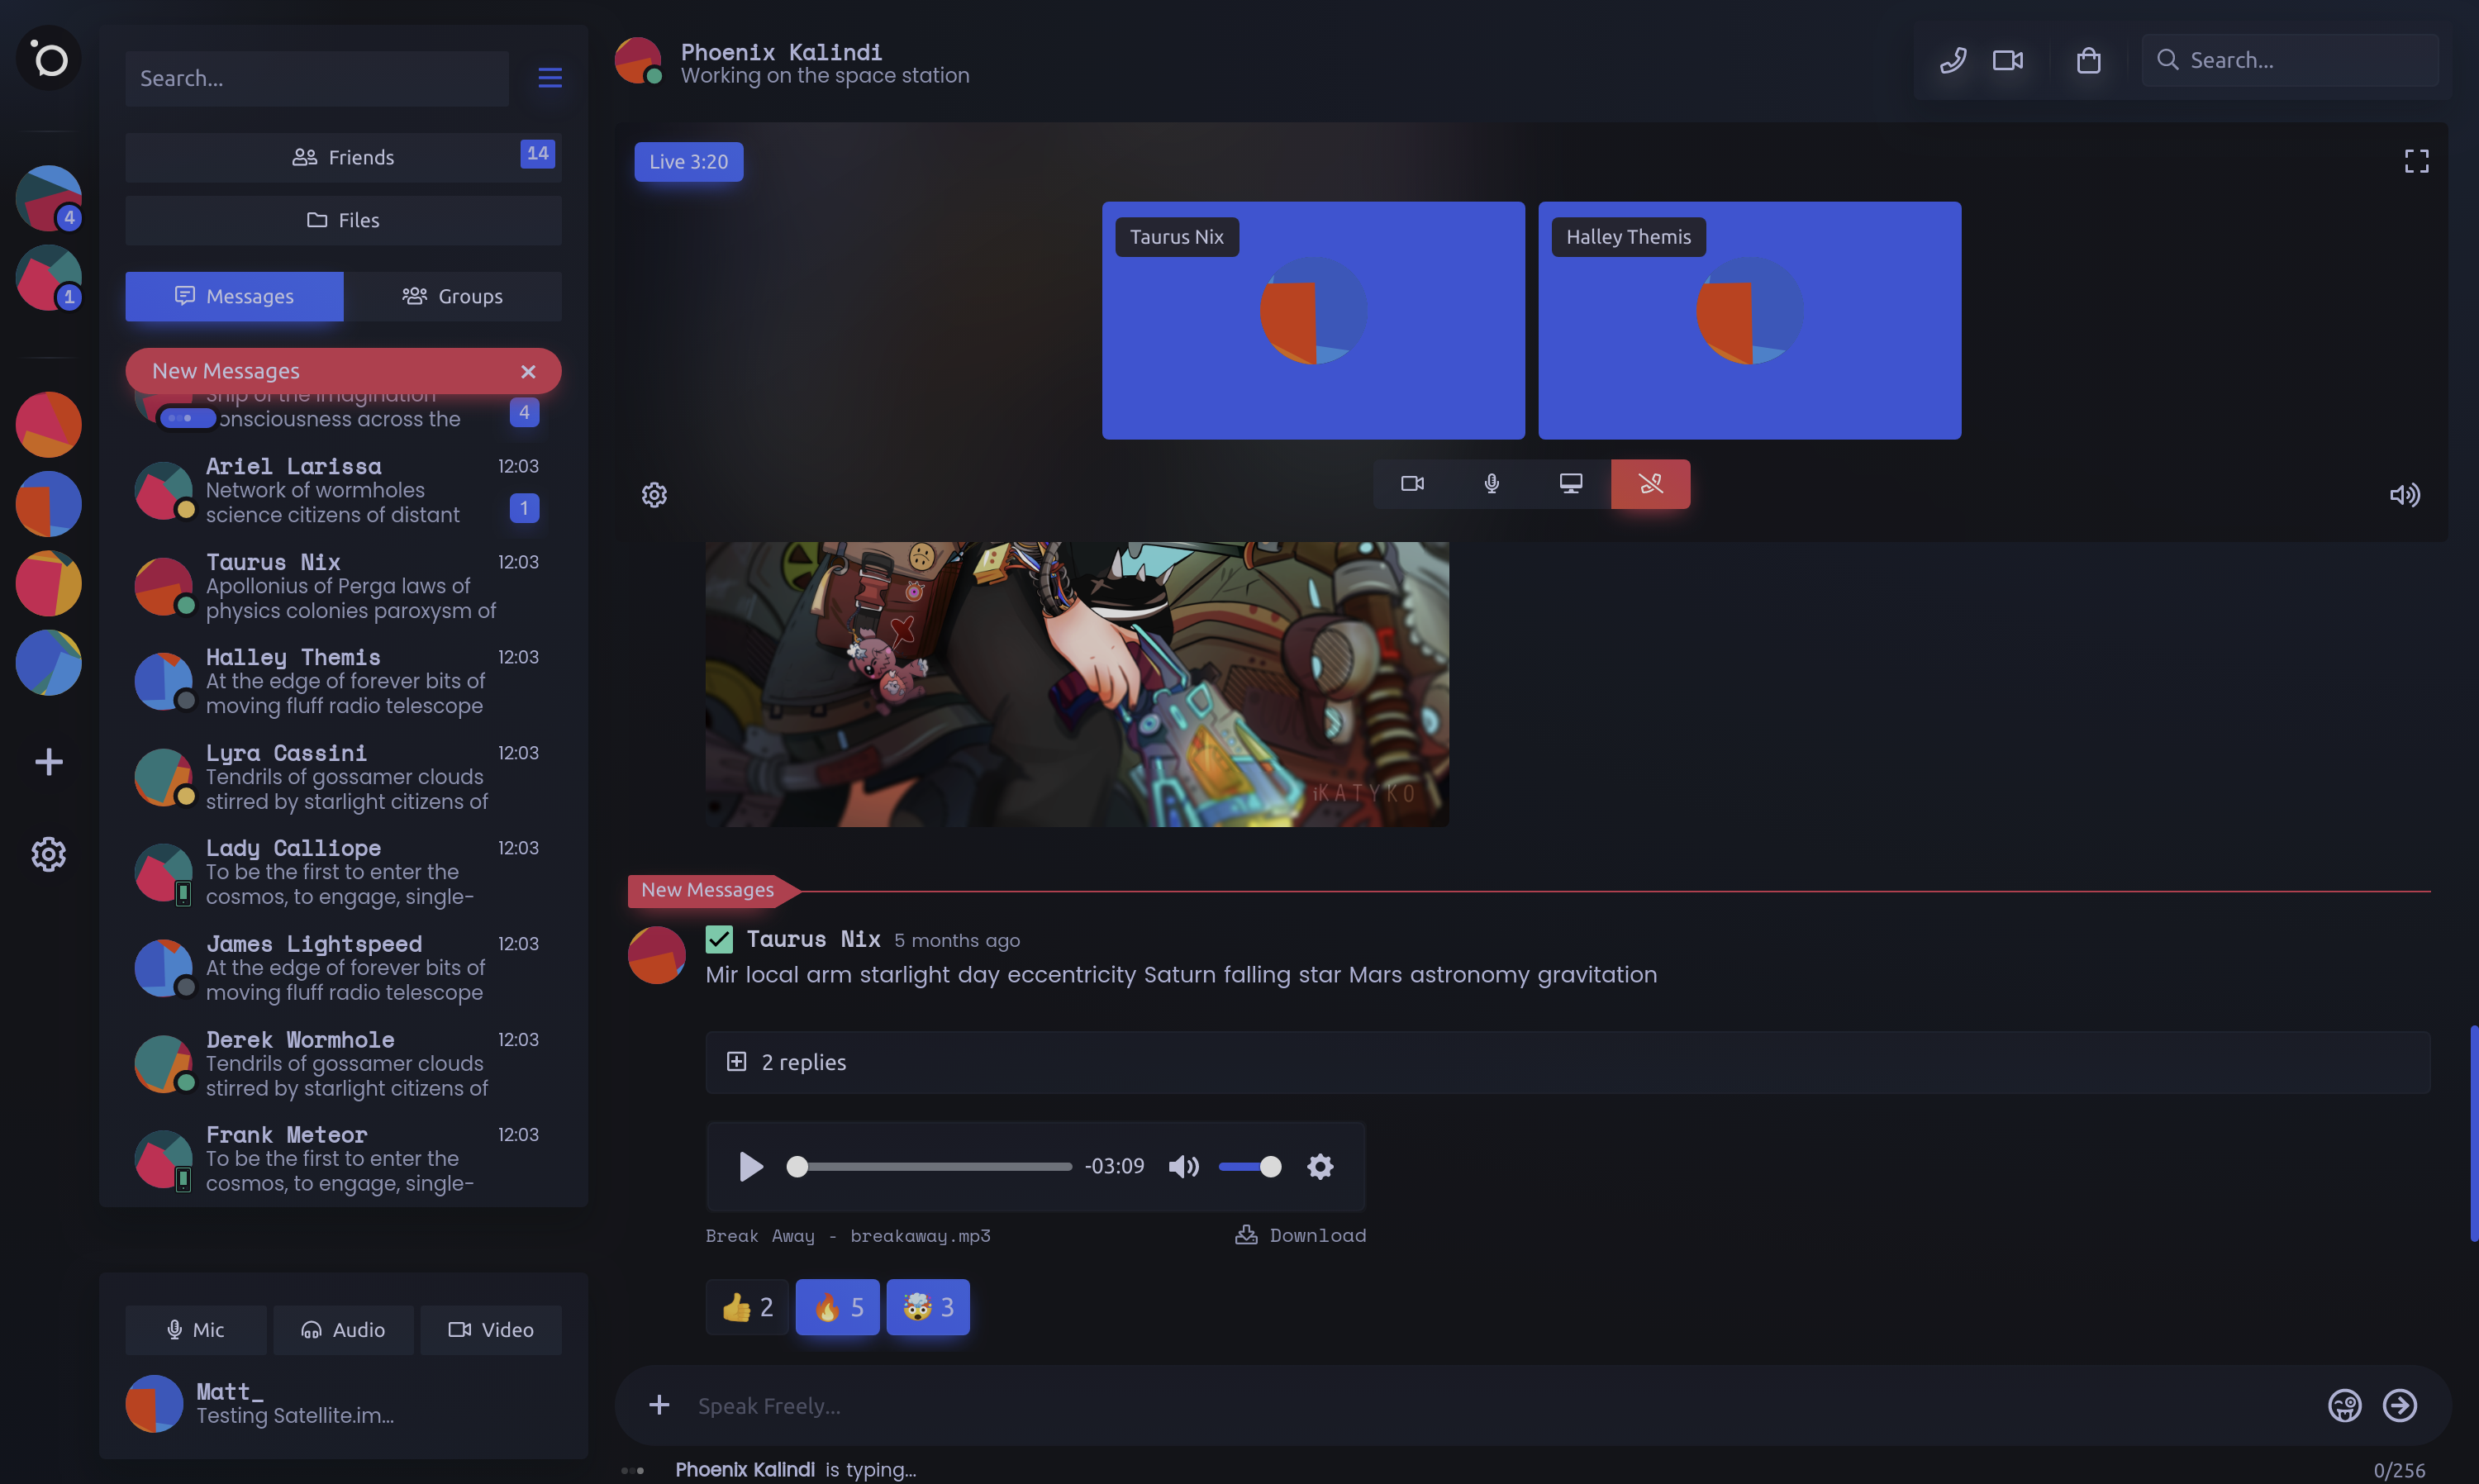 Search...
Friends
14
Files
4
1
Messages
Groups
New Messages
Ship of the imagination
consciousness across the
4
Ariel Larissa
12:03
Network of wormholes
science citizens of distant
1
Taurus Nix
12:03
Apollonius of Perga laws of
physics colonies paroxysm of
Halley Themis
12:03
At the edge of forever bits of
moving fluff radio telescope
Lyra Cassini
12:03
Tendrils of gossamer clouds
stirred by starlight citizens of
Lady Calliope
12:03
To be the first to enter the
cosmos, to engage, single-
James Lightspeed
12:03
At the edge of forever bits of
moving fluff radio telescope
Derek Wormhole
12:03
Tendrils of gossamer clouds
stirred by starlight citizens of
Frank Meteor
12:03
To be the first to enter the
cosmos, to engage, single-
Mic
Audio
Video
Matt_
Testing Satellite.im...
Phoenix Kalindi
Working on the space station
Search...
Live 3:20
Taurus Nix
Halley Themis
iKATYKO
New Messages
Taurus Nix 5 months ago
Mir local arm starlight day eccentricity Saturn falling star Mars astronomy gravitation
2 replies
-03:09
Break Away - breakaway.mp3
Download
2
5
3
Speak Freely...
Phoenix Kalindi is typing...
0/256